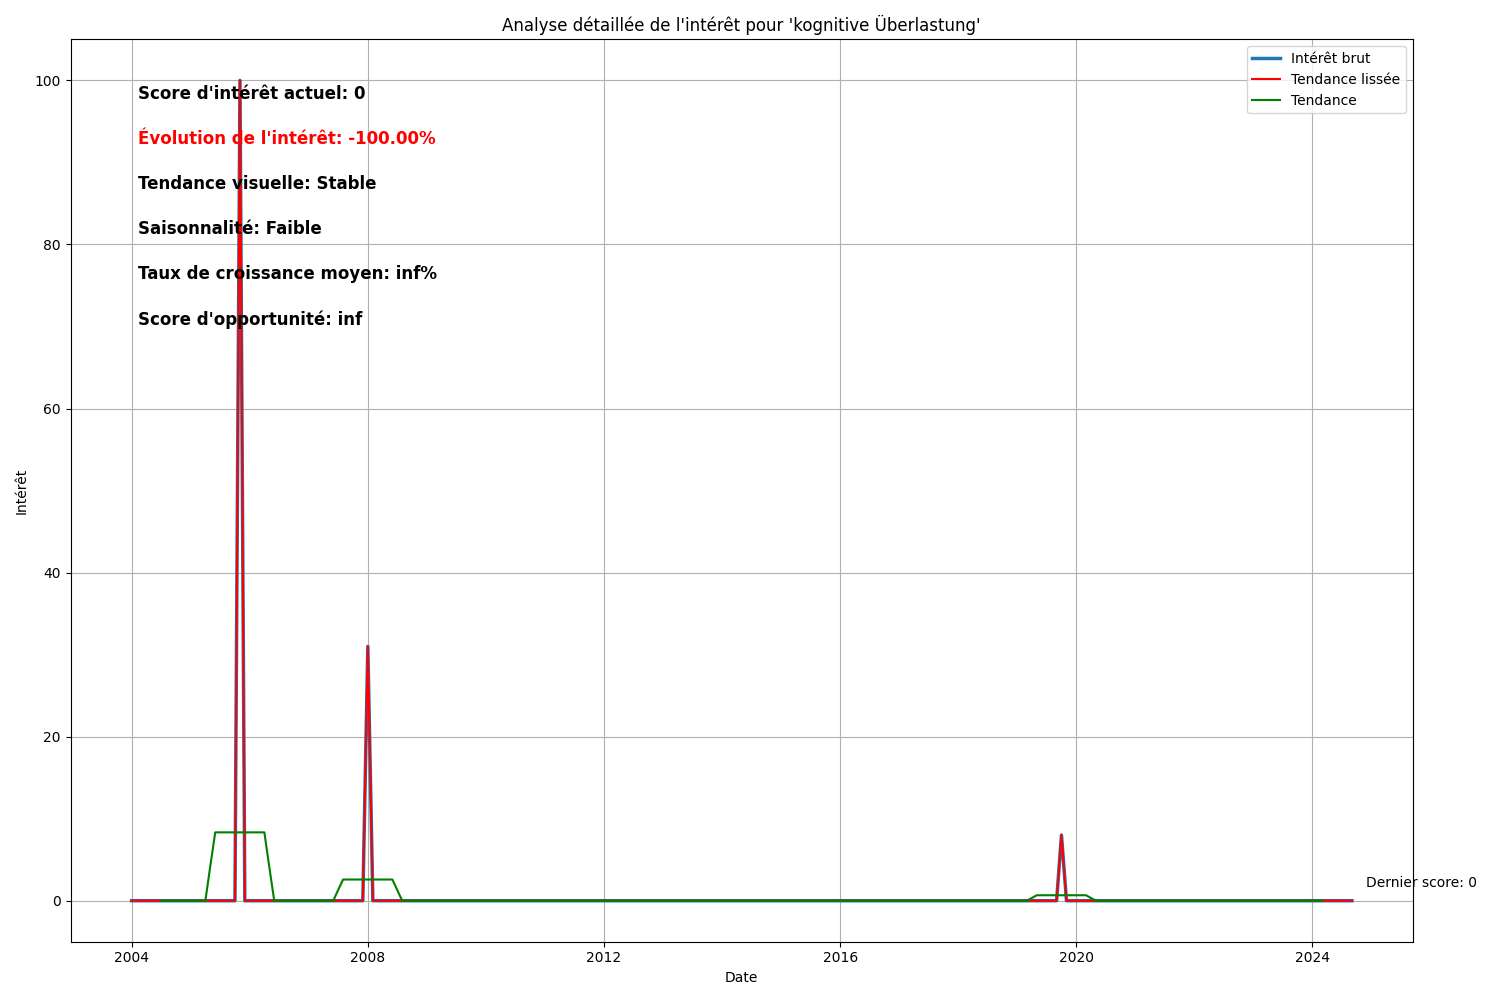 Analyse détaillée de l'intérêt pour 'kognitive Überlastung'
Intérêt brut
Tendance lissée
Tendance
Score d'intérêt actuel: 0
Évolution de l'intérêt: -100.00%
Tendance visuelle: Stable
Saisonnalité: Faible
Taux de croissance moyen: inf%
Score d'opportunité: inf
100
80
60
40
20
0
Intérêt
Dernier score: 0
2004
2008
2012
2016
2020
2024
Date